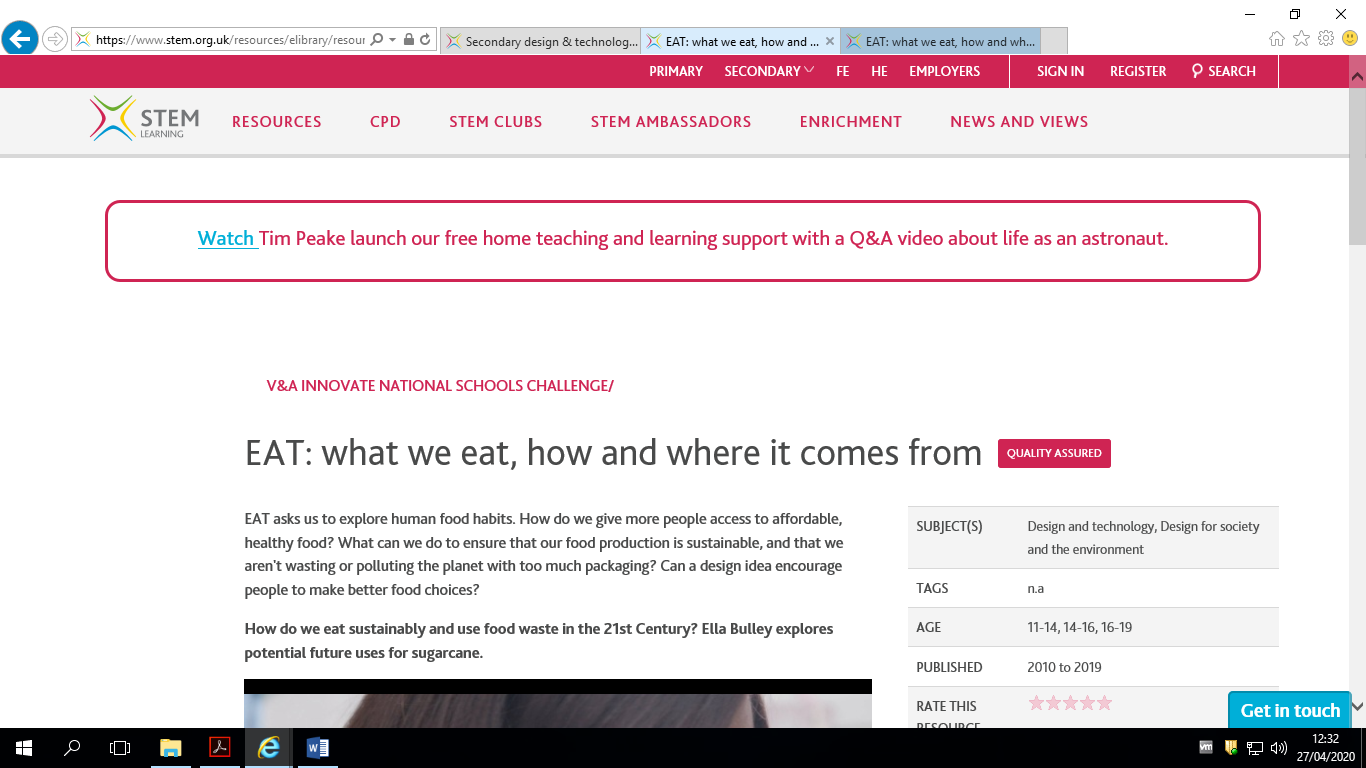 https://www.stem.org.uk/resources/elibrary/resour
Secondary design & technolog...
EAT: what we eat, how and ...
EAT: what we eat, how and wh...
PRIMARY SECONDARY FE HE EMPLOYERS SIGN IN REGISTER SEARCH
STEM
LEARNING
RESOURCES CPD STEM CLUBS STEM AMBASSADORS ENRICHMENT NEWS AND VIEWS
Watch Tim Peake launch our free home teaching and learning support with a Q&A video about life as an astronaut.
V&A INNOVATE NATIONAL SCHOOLS CHALLENGE/
EAT: what we eat, how and where it comes from QUALITY ASSURED
EAT asks us to explore human food habits. How do we give more people access to affordable,
healthy food? What can we do to ensure that our food production is sustainable, and that we
aren't wasting or polluting the planet with too much packaging? Can a design idea encourage
people to make better food choices?
How do we eat sustainably and use food waste in the 21st Century? Ella Bulley explores
potential future uses for sugarcane.
SUBJECT(S) Design and technology, Design for society
and the environment
TAGS n.a
AGE 11-14, 14-16, 16-19
PUBLISHED 2010 to 2019
RATE THIS
RESOURCE
Get in touch
vm
12:32
27/04/2020